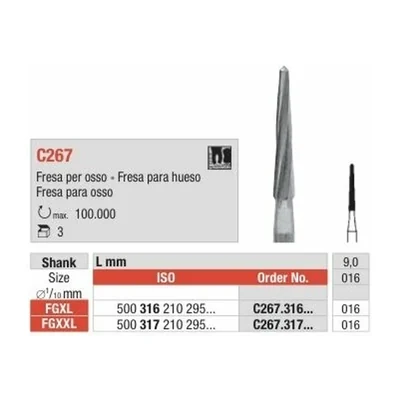 C267
Fresa per osso - Fresa para hueso
Fresa para osso
max. 100.000
3
Shank L mm 9,0
Size ISO Order No. 016
Ø 1/10 mm
FGXL 500 316 210 295... C267.316... 016
FGXXL 500 317 210 295... C267.317... 016